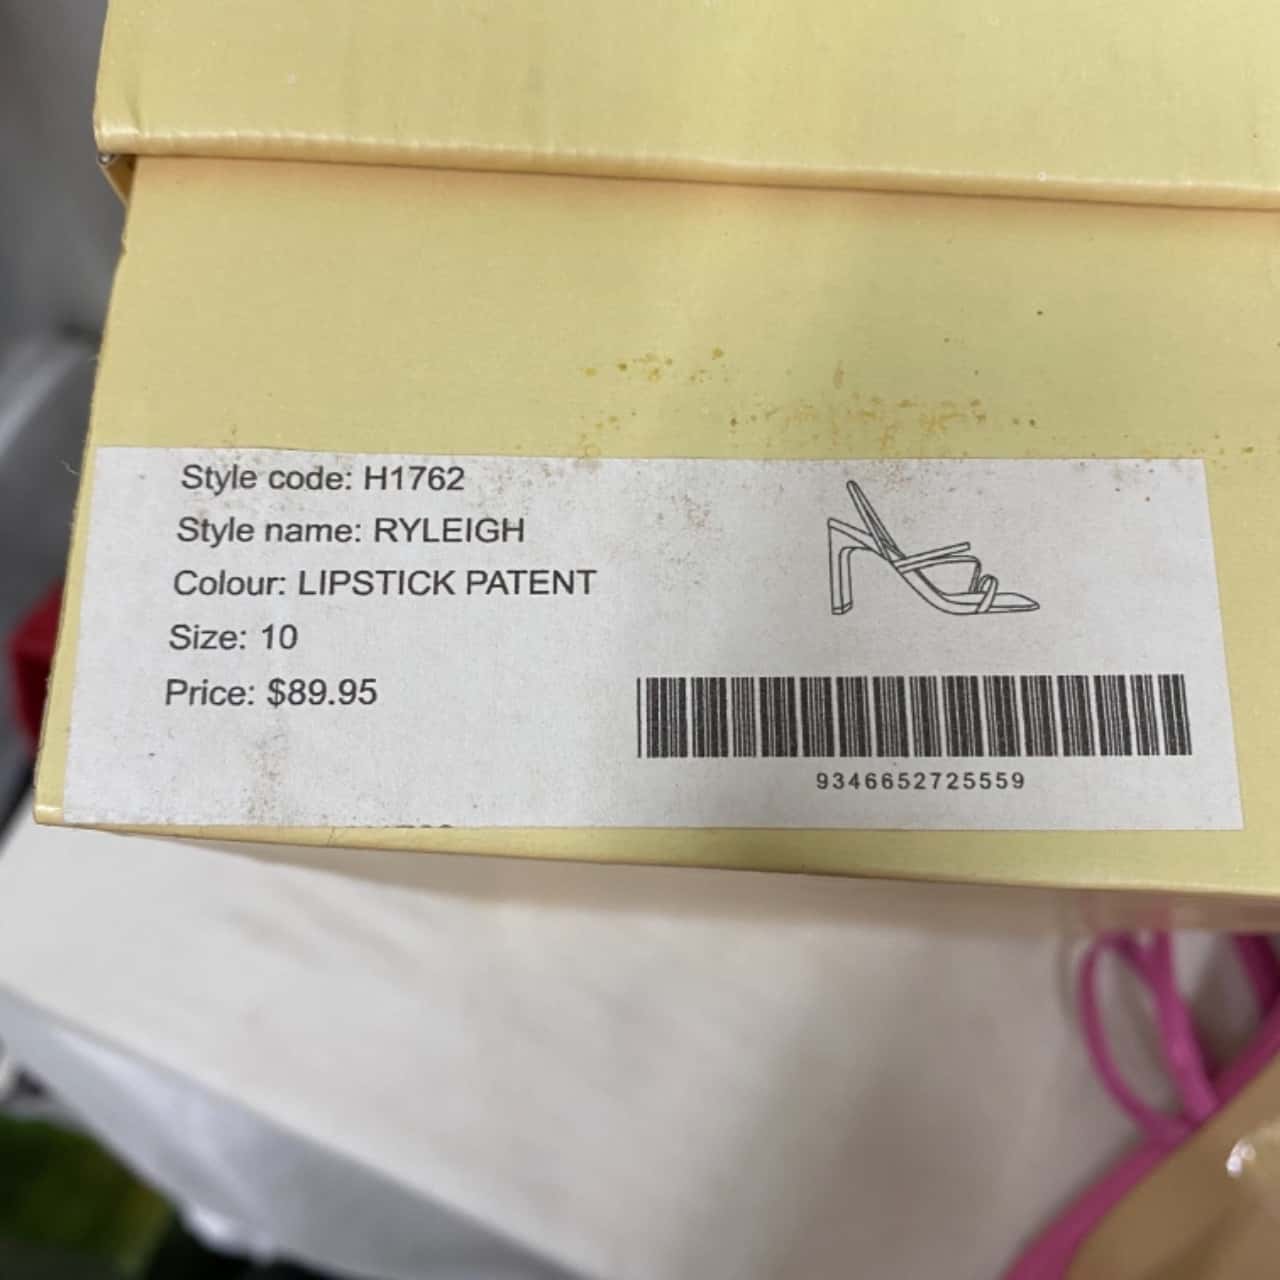 Style code: H1762
Style name: RYLEIGH
Colour: LIPSTICK PATENT
Size: 10
Price: $89.95
9346652725559